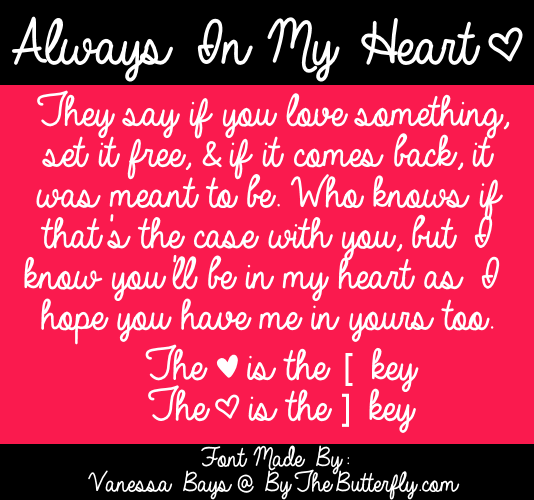 Always In My Heart ♡
They say if you love something,
set it free, & if it comes back, it
was meant to be. Who knows if
that's the case with you, but I
know you'll be in my heart as I
hope you have me in yours too.
The ♥ is the [ key
The ♡ is the ] key
Font Made By:
Vanessa Bays @ ByTheButterfly.com